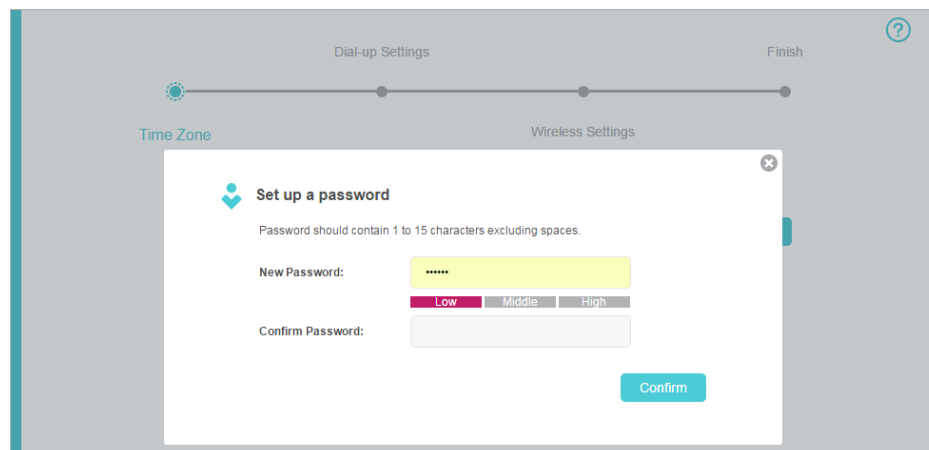 ?
Dial-up Settings
Finish
Time Zone
Wireless Settings
Set up a password
Password should contain 1 to 15 characters excluding spaces.
New Password:
••••••
Low Middle High
Confirm Password:
Confirm